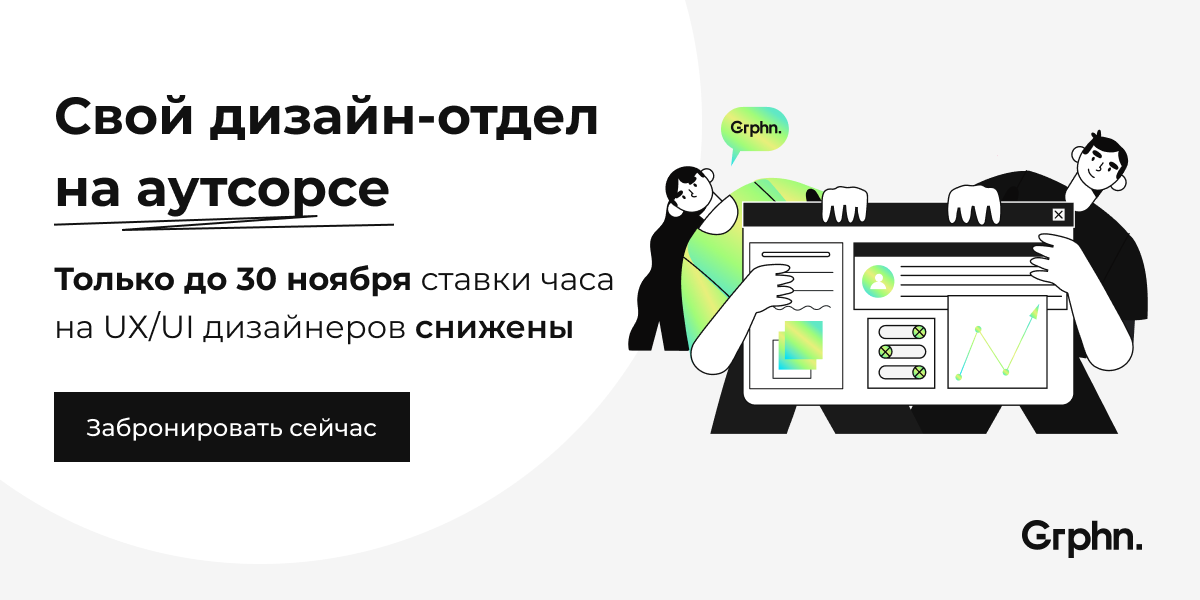 Свой дизайн-отдел
на аутсорсе
Только до 30 ноября ставки часа
на UX/UI дизайнеров снижены
Забронировать сейчас
Grphn.
Grphn.